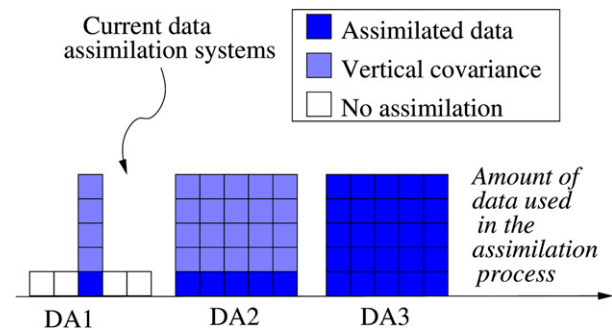 Current data
assimilation systems
Assimilated data
Vertical covariance
No assimilation
Amount of
data used
in the
assimilation
process
DA1
DA2
DA3